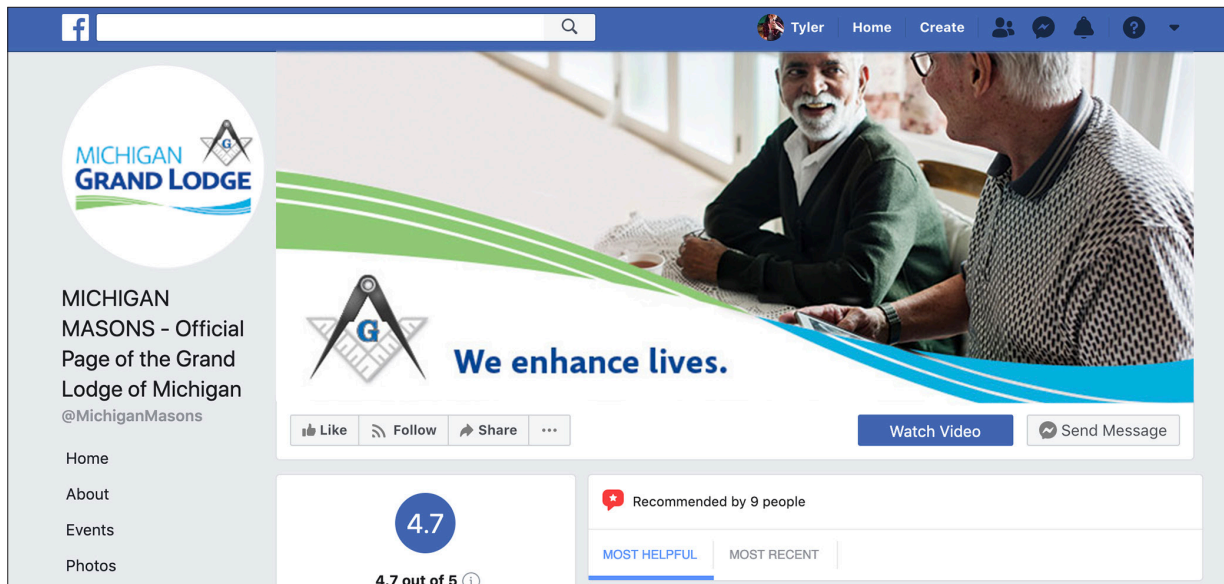 Tyler
Home
Create
MICHIGAN
GRAND LODGE
G
MICHIGAN
MASONS - Official
Page of the Grand
Lodge of Michigan
@MichiganMasons
Home
About
Events
Photos
G
We enhance lives.
Like
Follow
Share
...
Watch Video
Send Message
4.7
4.7 out of 5
Recommended by 9 people
MOST HELPFUL
MOST RECENT